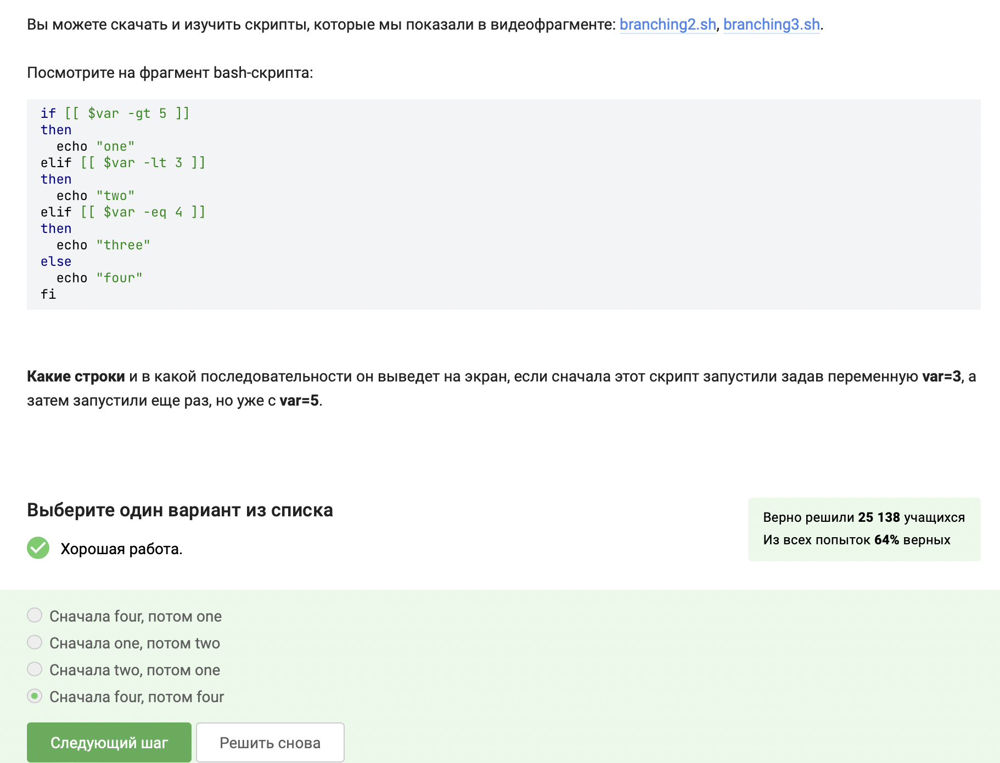 Вы можете скачать и изучить скрипты, которые мы показали в видеофрагменте: branching2.sh, branching3.sh.
Посмотрите на фрагмент bash-скрипта:
if [[ $var -gt 5 ]]
then
  echo "one"
elif [[ $var -lt 3 ]]
then
  echo "two"
elif [[ $var -eq 4 ]]
then
  echo "three"
else
  echo "four"
fi
Какие строки и в какой последовательности он выведет на экран, если сначала этот скрипт запустили задав переменную var=3, а
затем запустили еще раз, но уже с var=5.
Выберите один вариант из списка
Хорошая работа.
Верно решили 25 138 учащихся
Из всех попыток 64% верных
Сначала four, потом one
Сначала one, потом two
Сначала two, потом one
Сначала four, потом four
Следующий шаг
Решить снова